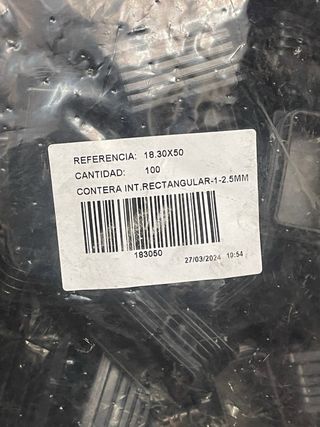 REFERENCIA: 18.30X50
CANTIDAD: 100
CONTERA INT.RECTANGULAR-1-2.5MM
183050
27/03/2024 10:54